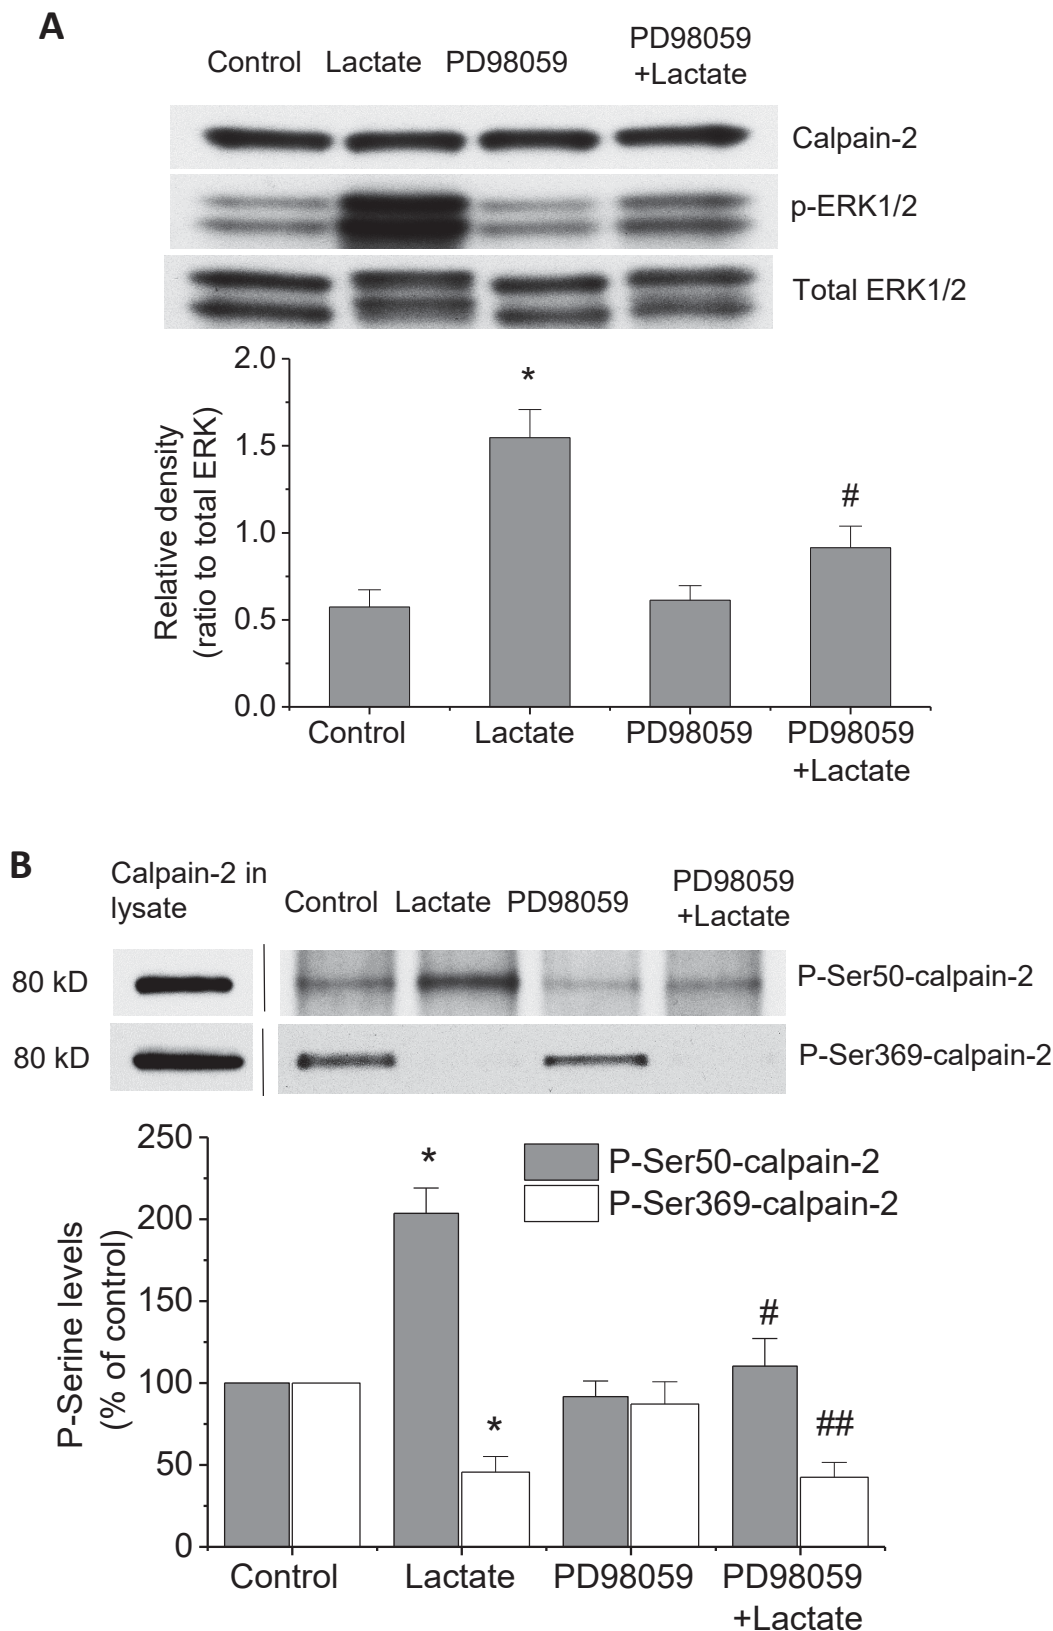 A
Control Lactate PD98059 PD98059
+Lactate
Calpain-2
p-ERK1/2
Total ERK1/2
Relative density
(ratio to total ERK)
2.0
1.5
1.0
0.5
0.0
*
#
Control Lactate PD98059 PD98059
+Lactate
B
Calpain-2 in
lysate
Control Lactate PD98059 PD98059
+Lactate
80 kD
P-Ser50-calpain-2
80 kD
P-Ser369-calpain-2
P-Serine levels
(% of control)
250
200
150
100
50
0
P-Ser50-calpain-2
P-Ser369-calpain-2
*
*
#
##
Control Lactate PD98059 PD98059
+Lactate